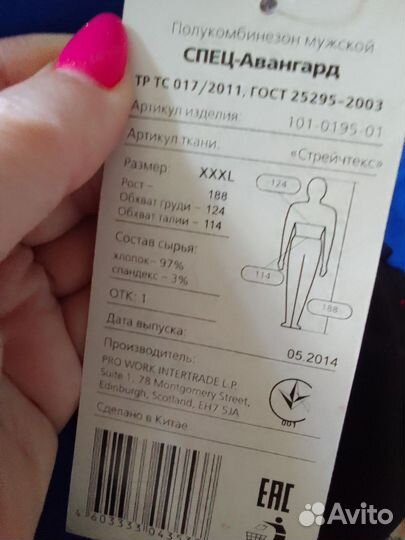 Полукомбинезон мужской
СПЕЦ-Авангард
ТР ТС 017/2011, ГОСТ 25295-2003
Артикул изделия: 101-0195-01
Артикул ткани: «Стрейчтекс»
Размер: XXXL
Рост – 188
Обхват груди – 124
Обхват талии – 114
124
114
188
Состав сырья:
хлопок – 97%
спандекс – 3%
ОТК: 1
Дата выпуска: 05.2014
Производитель:
PRO WORK INTERTRADE L.P.
Suite 1, 78 Montgomery Street,
Edinburgh, Scotland, EH7 5JA
001
Сделано в Китае
EAC
Avito